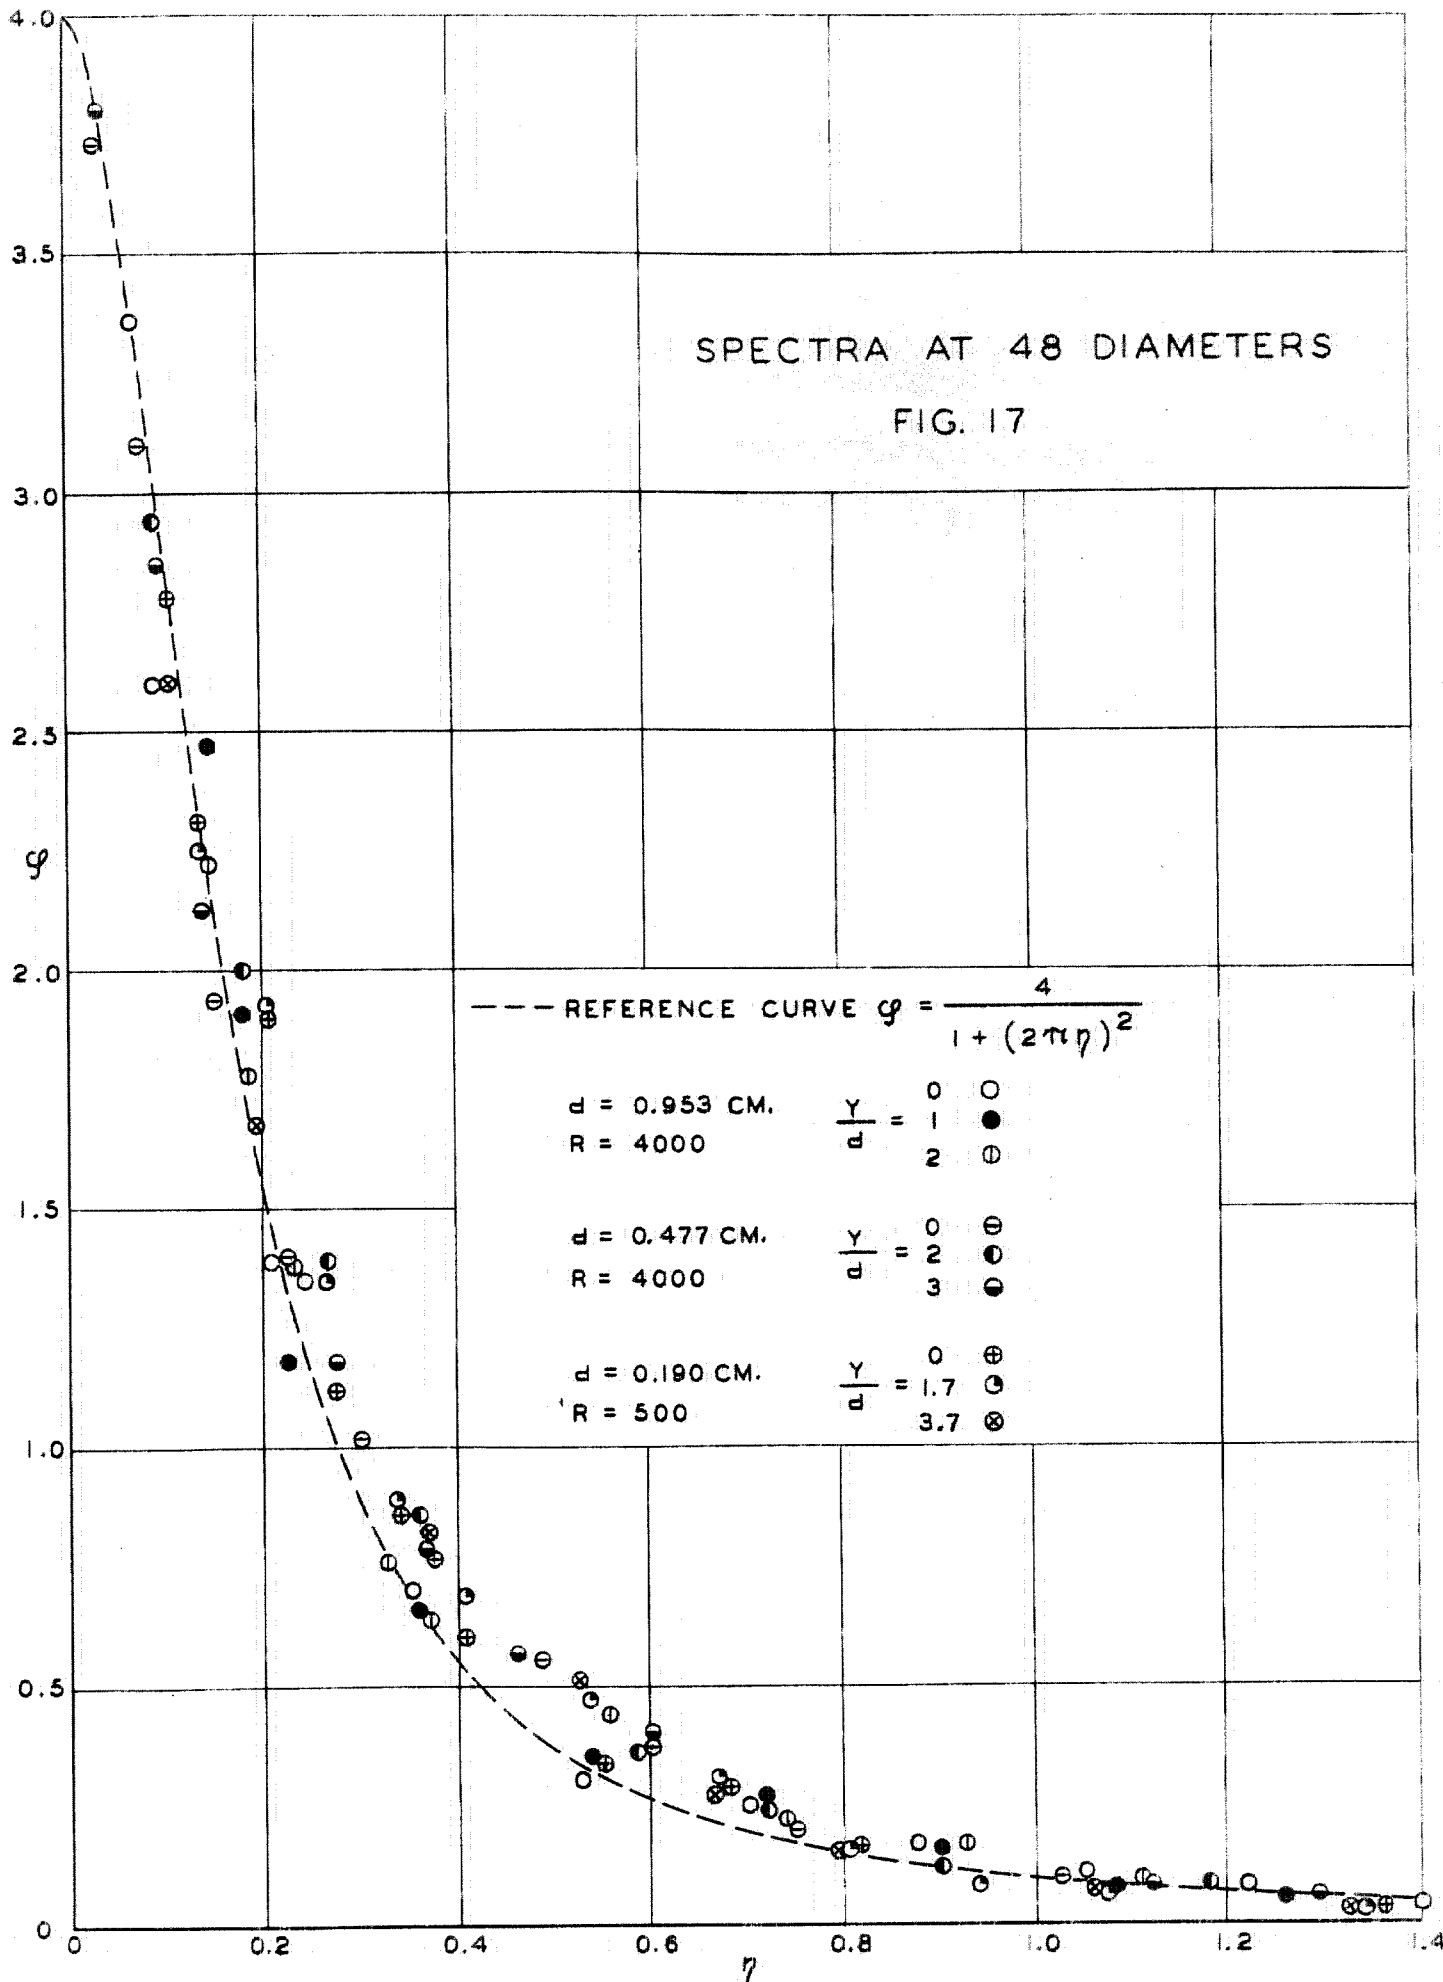 4.0
3.5
3.0
2.5
φ
2.0
1.5
1.0
0.5
0
SPECTRA AT 48 DIAMETERS
FIG. 17
REFERENCE CURVE φ = 4 / 1 + (2πη)²
d = 0.953 CM.
R = 4000
Y/d =
0
1
2
d = 0.477 CM.
R = 4000
Y/d =
0
2
3
d = 0.190 CM.
R = 500
Y/d =
0
1.7
3.7
0 0.2 0.4 0.6 0.8 1.0 1.2 1.4
η